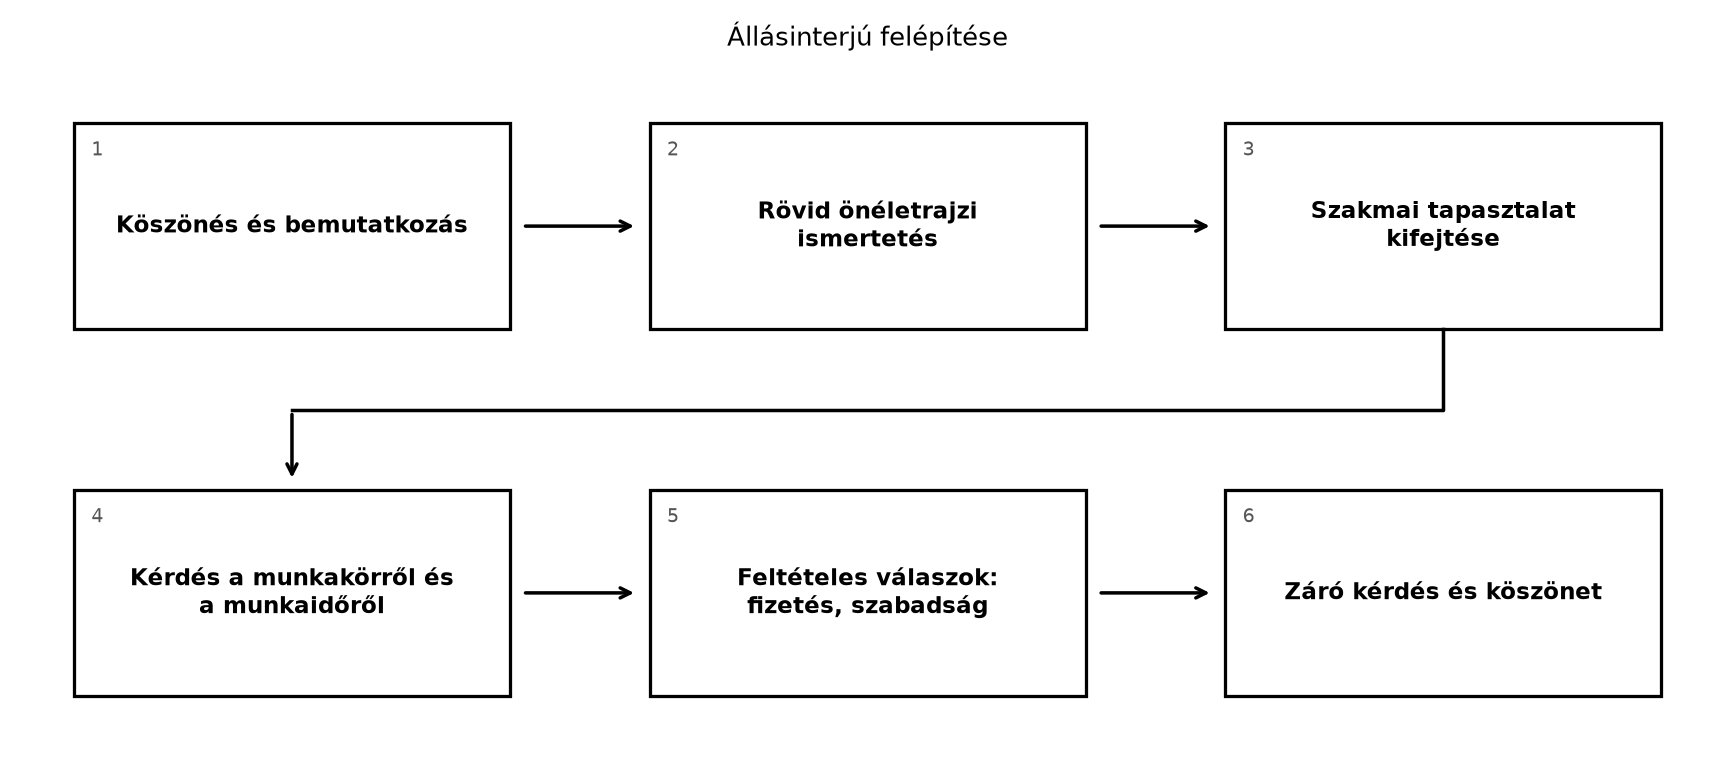 Állásinterjú felépítése
1
Köszönés és bemutatkozás
2
Rövid önéletrajzi
ismertetés
3
Szakmai tapasztalat
kifejtése
4
Kérdés a munkakörről és
a munkaidőről
5
Feltételes válaszok:
fizetés, szabadság
6
Záró kérdés és köszönet